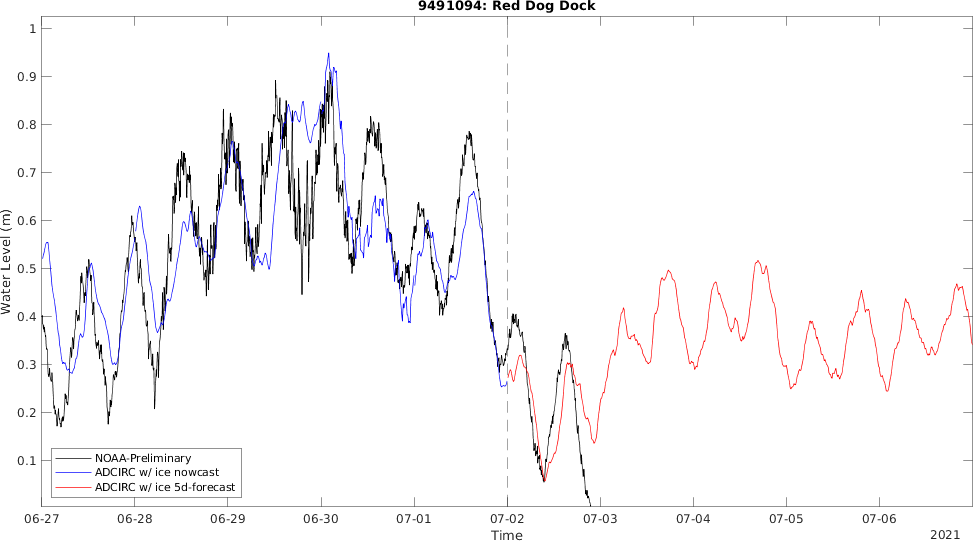 9491094: Red Dog Dock
1
0.9
0.8
0.7
0.6
0.5
0.4
0.3
0.2
0.1
Water Level (m)
NOAA-Preliminary
ADCIRC w/ ice nowcast
ADCIRC w/ ice 5d-forecast
06-27 06-28 06-29 06-30 07-01 07-02 07-03 07-04 07-05 07-06
Time
2021